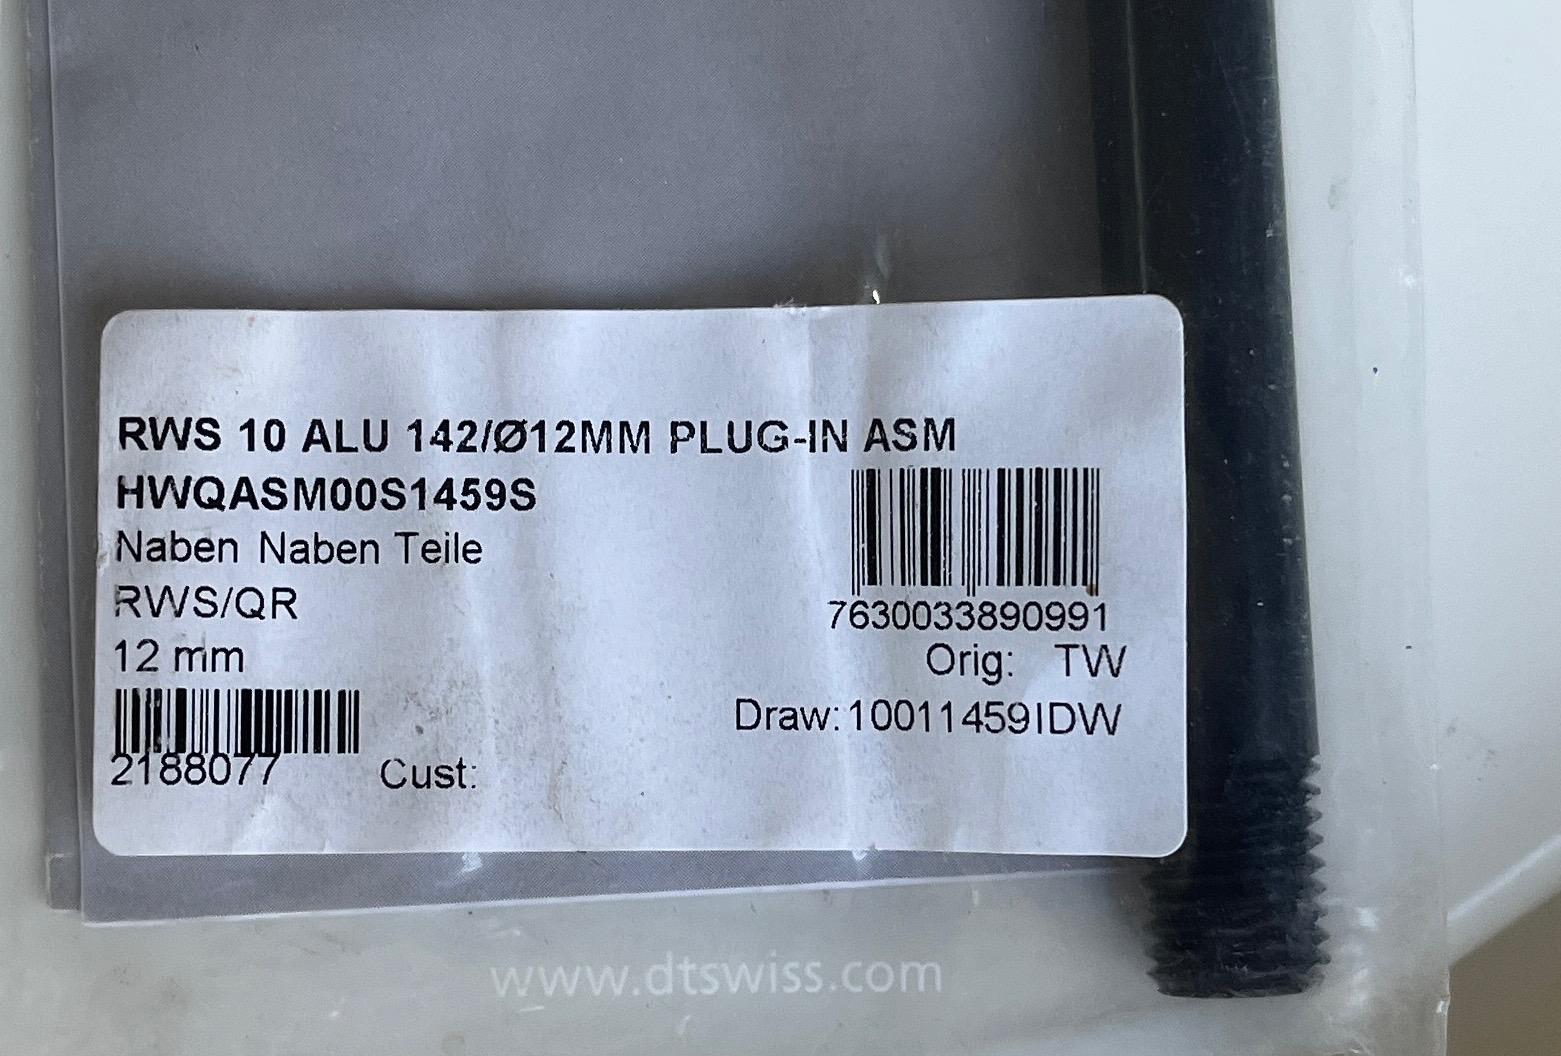 RWS 10 ALU 142/Ø12MM PLUG-IN ASM
HWQASM00S1459S
Naben Naben Teile
RWS/QR
12 mm
7630033890991
Orig: TW
Draw:10011459IDW
2188077
Cust:
www.dtswiss.com